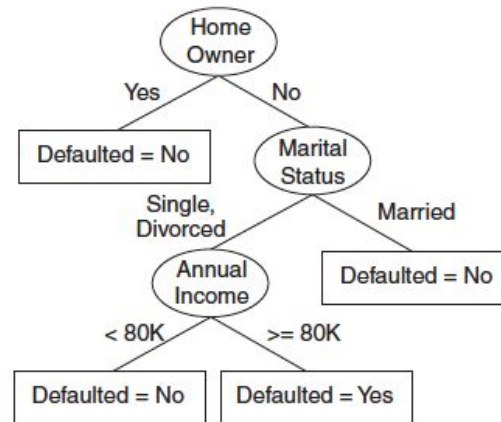 Home
Owner
Yes
No
Defaulted = No
Marital
Status
Single,
Divorced
Married
Annual
Income
Defaulted = No
< 80K
>= 80K
Defaulted = No
Defaulted = Yes